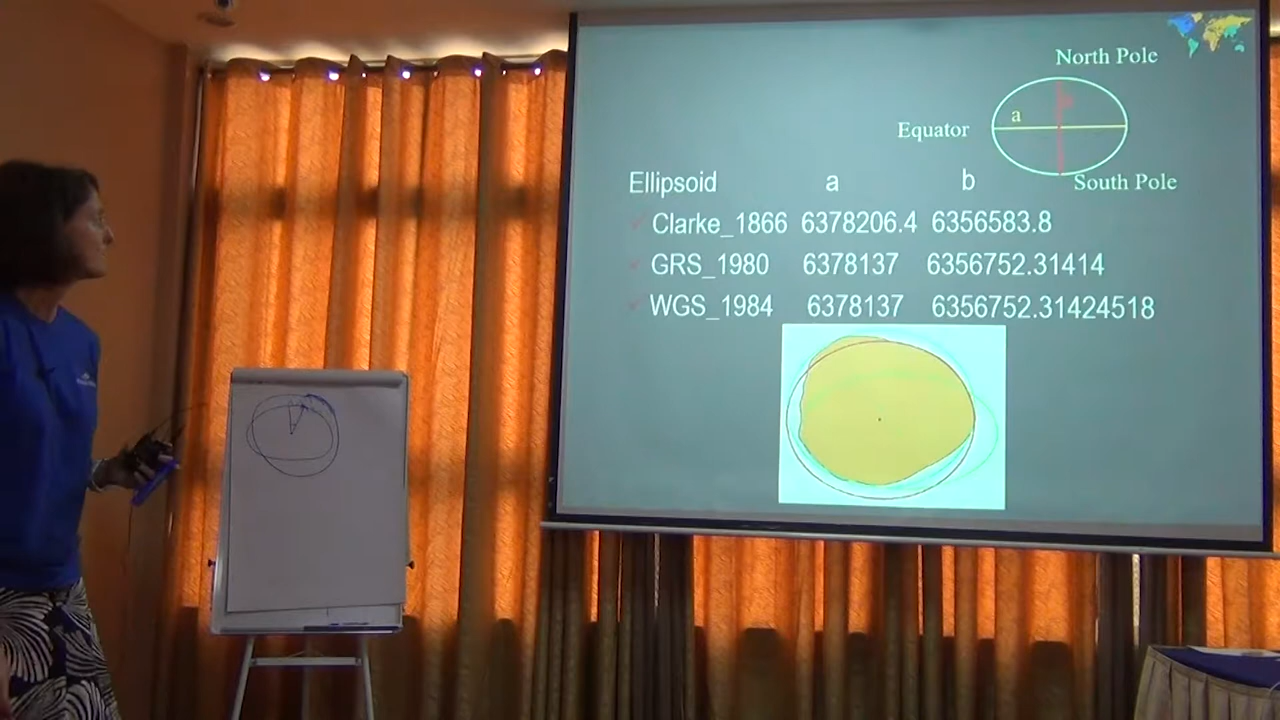 North Pole
a
Equator
South Pole
Ellipsoid a b
Clarke_1866 6378206.4 6356583.8
GRS_1980 6378137 6356752.31414
WGS_1984 6378137 6356752.31424518